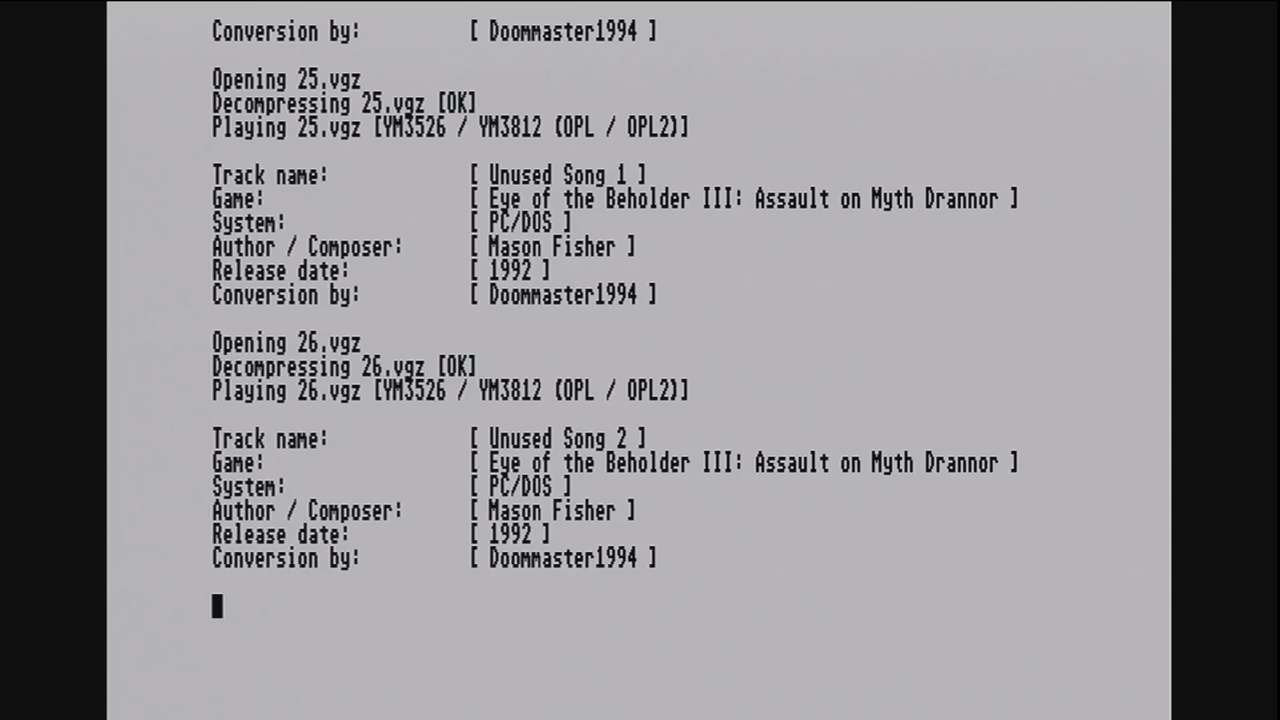 Conversion by: [ Doommaster1994 ]
Opening 25.vgz
Decompressing 25.vgz [OK]
Playing 25.vgz [YM3526 / YM3812 (OPL / OPL2)]
Track name: [ Unused Song 1 ]
Game: [ Eye of the Beholder III: Assault on Myth Drannor ]
System: [ PC/DOS ]
Author / Composer: [ Mason Fisher ]
Release date: [ 1992 ]
Conversion by: [ Doommaster1994 ]
Opening 26.vgz
Decompressing 26.vgz [OK]
Playing 26.vgz [YM3526 / YM3812 (OPL / OPL2)]
Track name: [ Unused Song 2 ]
Game: [ Eye of the Beholder III: Assault on Myth Drannor ]
System: [ PC/DOS ]
Author / Composer: [ Mason Fisher ]
Release date: [ 1992 ]
Conversion by: [ Doommaster1994 ]